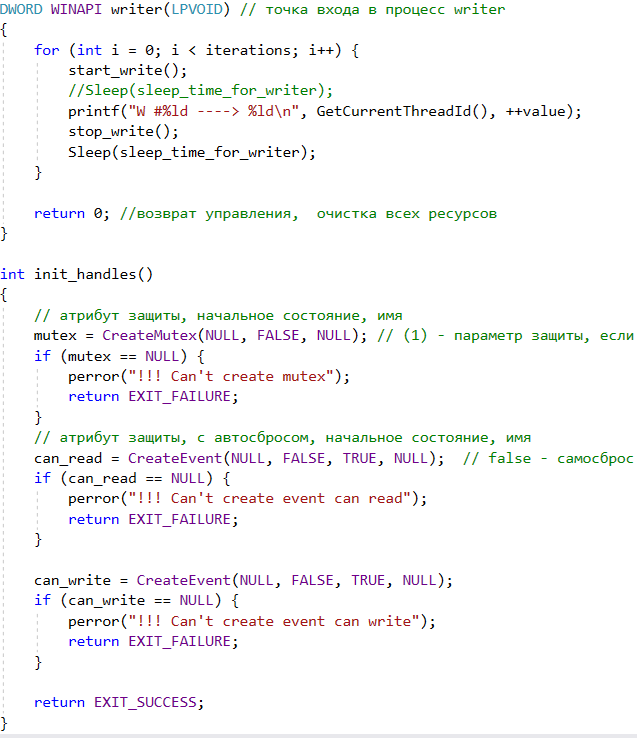 DWORD WINAPI writer(LPVOID) // точка входа в процесс writer
{
    for (int i = 0; i < iterations; i++) {
        start_write();
        //Sleep(sleep_time_for_writer);
        printf("W #%ld ----> %ld\n", GetCurrentThreadId(), ++value);
        stop_write();
        Sleep(sleep_time_for_writer);
    }

    return 0; //возврат управления,  очистка всех ресурсов
}

int init_handles()
{
    // атрибут защиты, начальное состояние, имя
    mutex = CreateMutex(NULL, FALSE, NULL); // (1) - параметр защиты, если
    if (mutex == NULL) {
        perror("!!! Can't create mutex");
        return EXIT_FAILURE;
    }
    // атрибут защиты, с автосбросом, начальное состояние, имя
    can_read = CreateEvent(NULL, FALSE, TRUE, NULL);  // false - самосброс
    if (can_read == NULL) {
        perror("!!! Can't create event can read");
        return EXIT_FAILURE;
    }

    can_write = CreateEvent(NULL, FALSE, TRUE, NULL);
    if (can_write == NULL) {
        perror("!!! Can't create event can write");
        return EXIT_FAILURE;
    }

    return EXIT_SUCCESS;
}